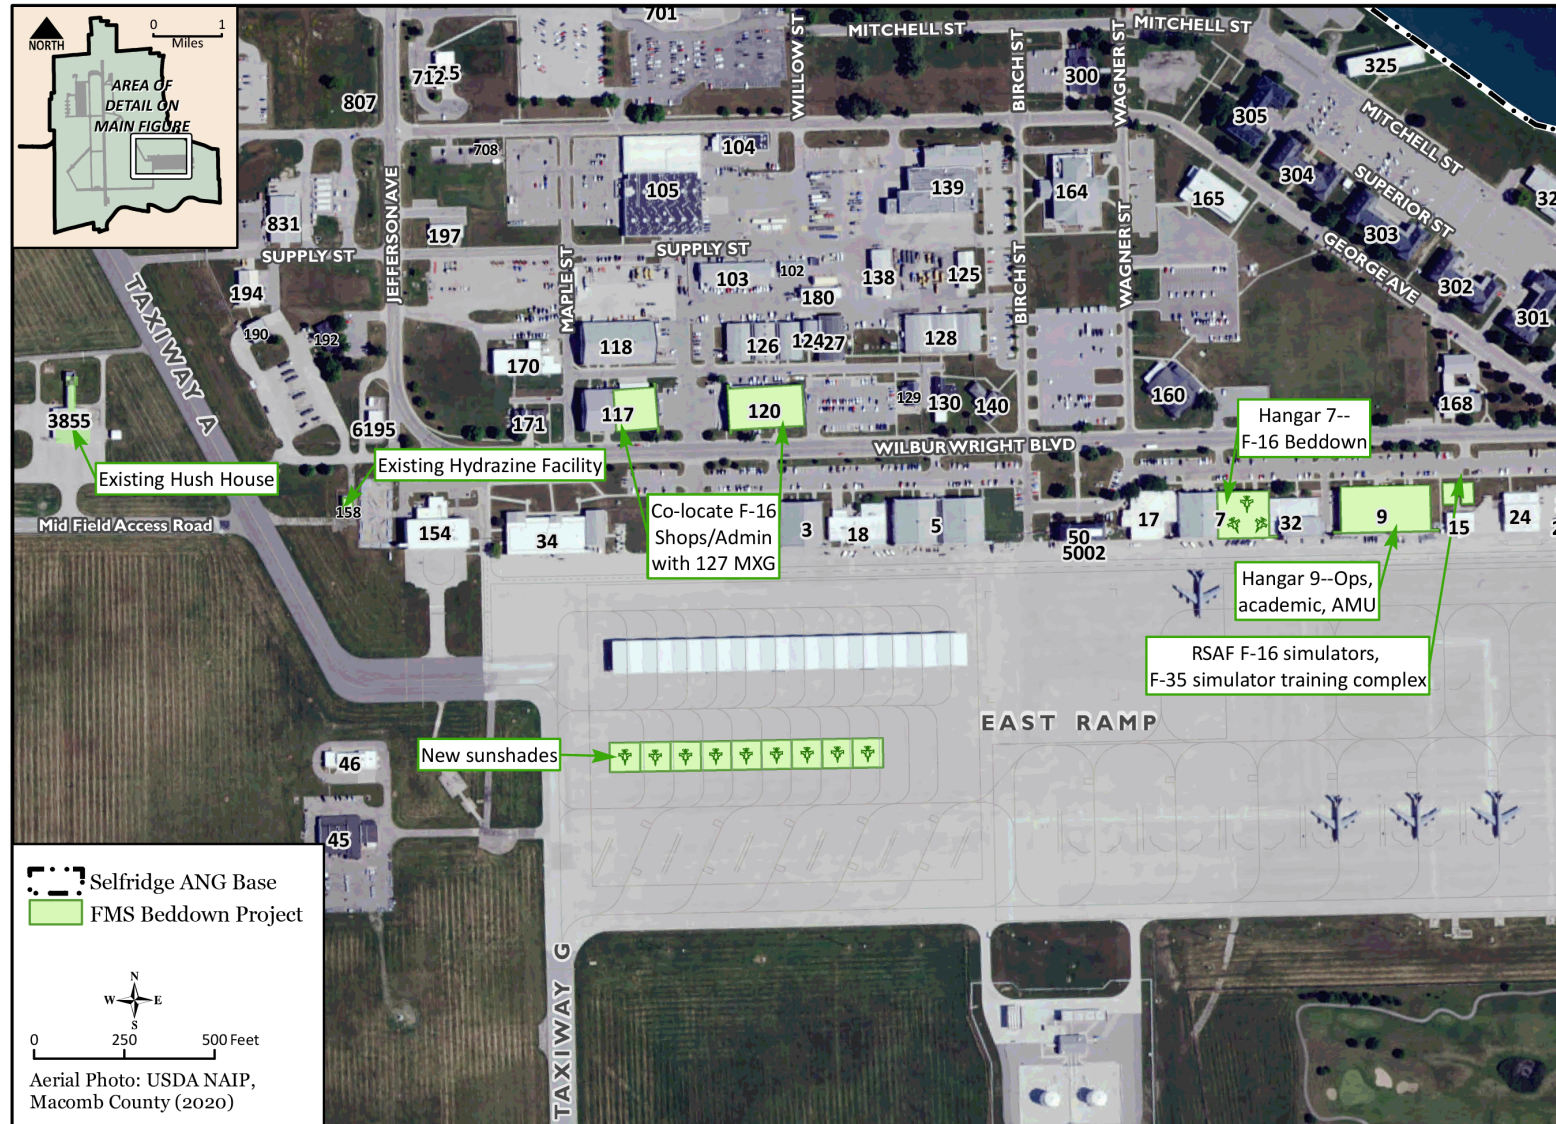 701
MITCHELL ST
MITCHELL ST
0 1
Miles
NORTH
AREA OF
DETAIL ON
MAIN FIGURE
WILLOW ST
BIRCH ST
WAGNER ST
712
300
325
807
305
MITCHELL ST
708
104
105
139
164
304
165
SUPERIOR ST
JEFFERSON AVE
831
197
303
SUPPLY ST
SUPPLY ST
MAPLE ST
BIRCH ST
WAGNER ST
GEORGE AVE
194
103
102
138
125
180
302
301
TAXIWAY A
190
192
118
126
124
128
170
160
168
3855
117
120
129
130
140
6195
171
Hangar 7--
F-16 Beddown
WILBUR WRIGHT BLVD
Existing Hush House
Existing Hydrazine Facility
158
Mid Field Access Road
154
34
Co-locate F-16
Shops/Admin
with 127 MXG
3
18
5
50
5002
17
7
32
9
15
24
Hangar 9--Ops,
academic, AMU
RSAF F-16 simulators,
F-35 simulator training complex
EAST RAMP
New sunshades
46
45
Selfridge ANG Base
FMS Beddown Project
N
W E
S
0 250 500 Feet
Aerial Photo: USDA NAIP,
Macomb County (2020)
TAXIWAY G